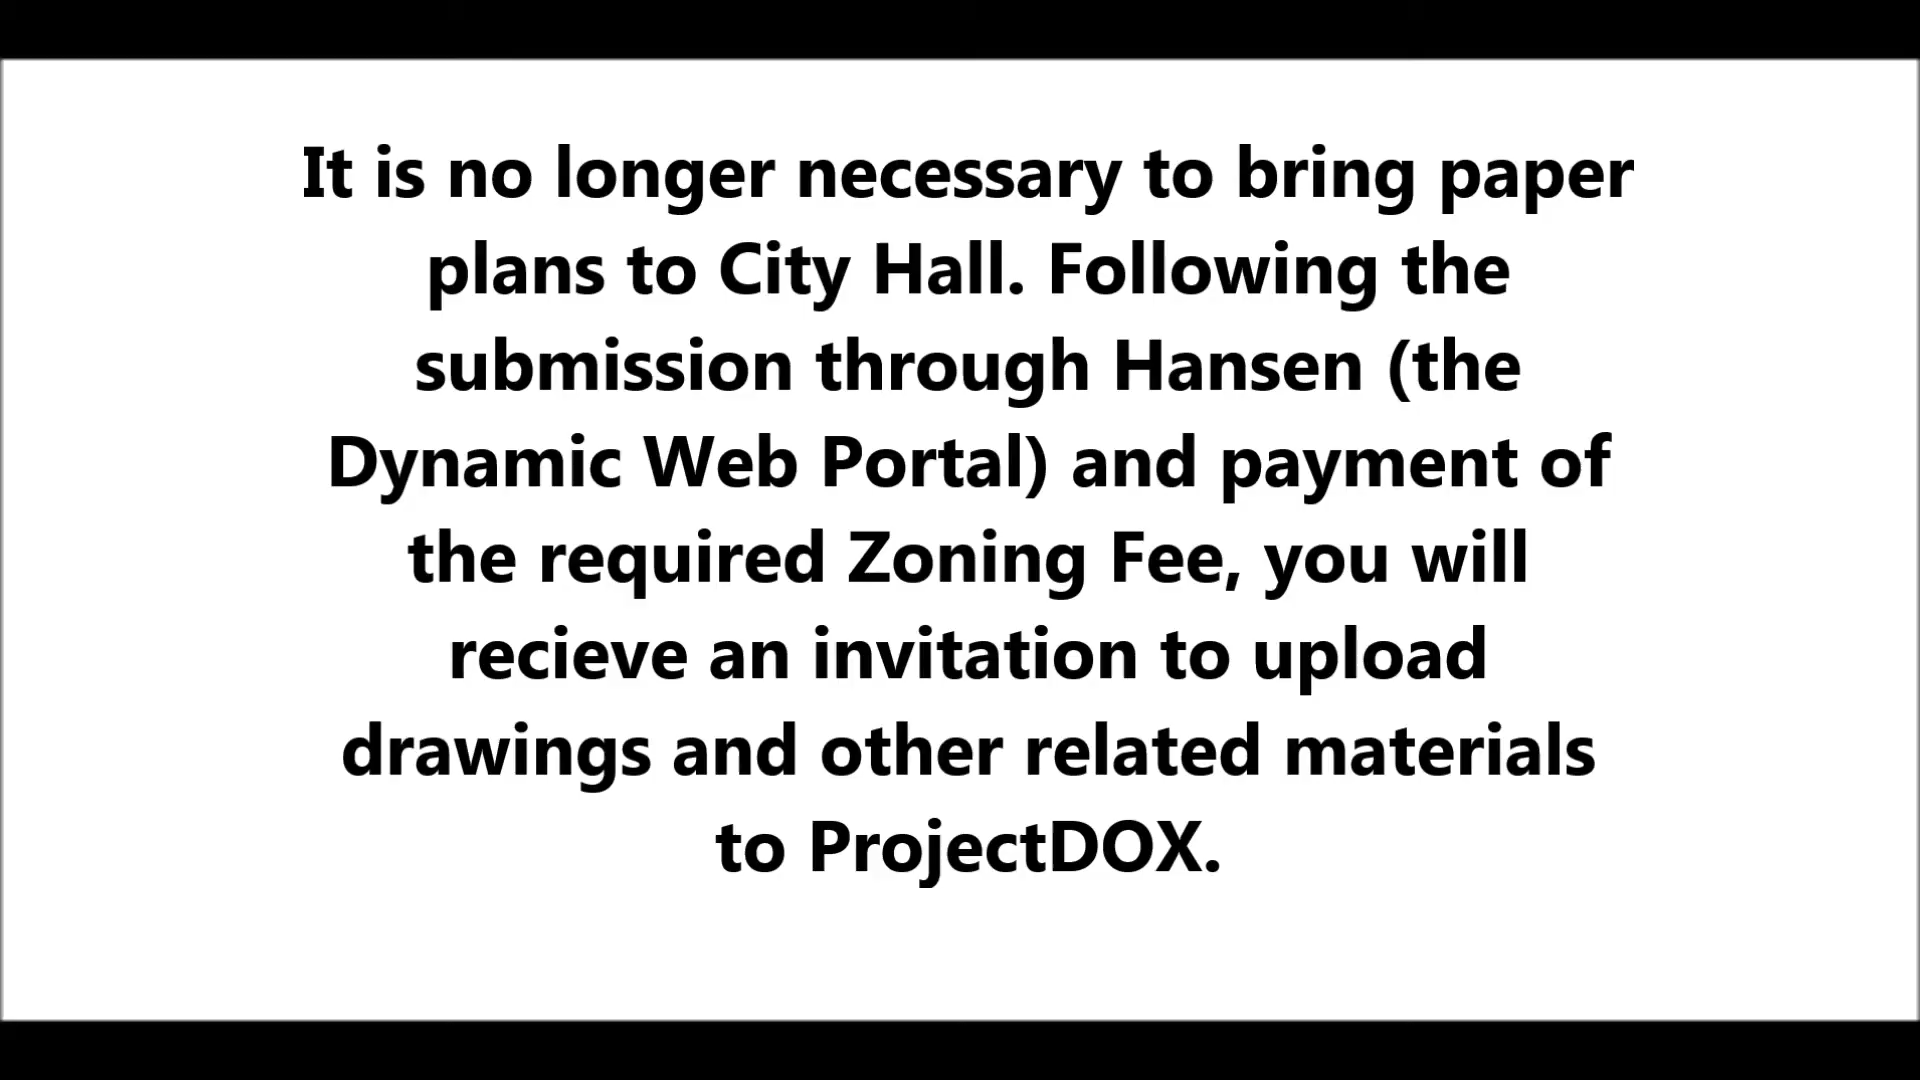 It is no longer necessary to bring paper
plans to City Hall. Following the
submission through Hansen (the
Dynamic Web Portal) and payment of
the required Zoning Fee, you will
recieve an invitation to upload
drawings and other related materials
to ProjectDOX.